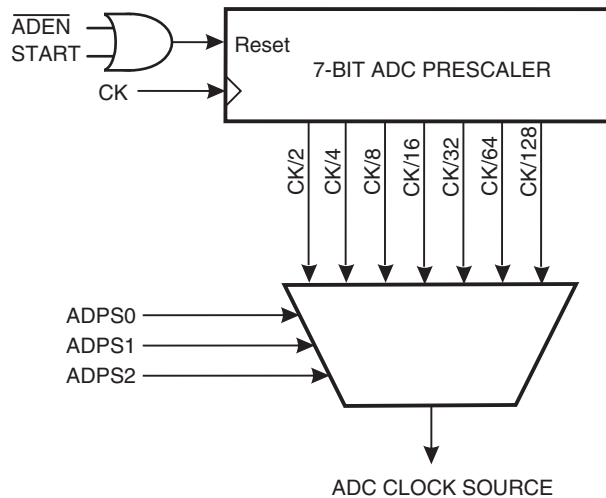 ADEN
START
Reset
7-BIT ADC PRESCALER
CK
CK/2
CK/4
CK/8
CK/16
CK/32
CK/64
CK/128
ADPS0
ADPS1
ADPS2
ADC CLOCK SOURCE